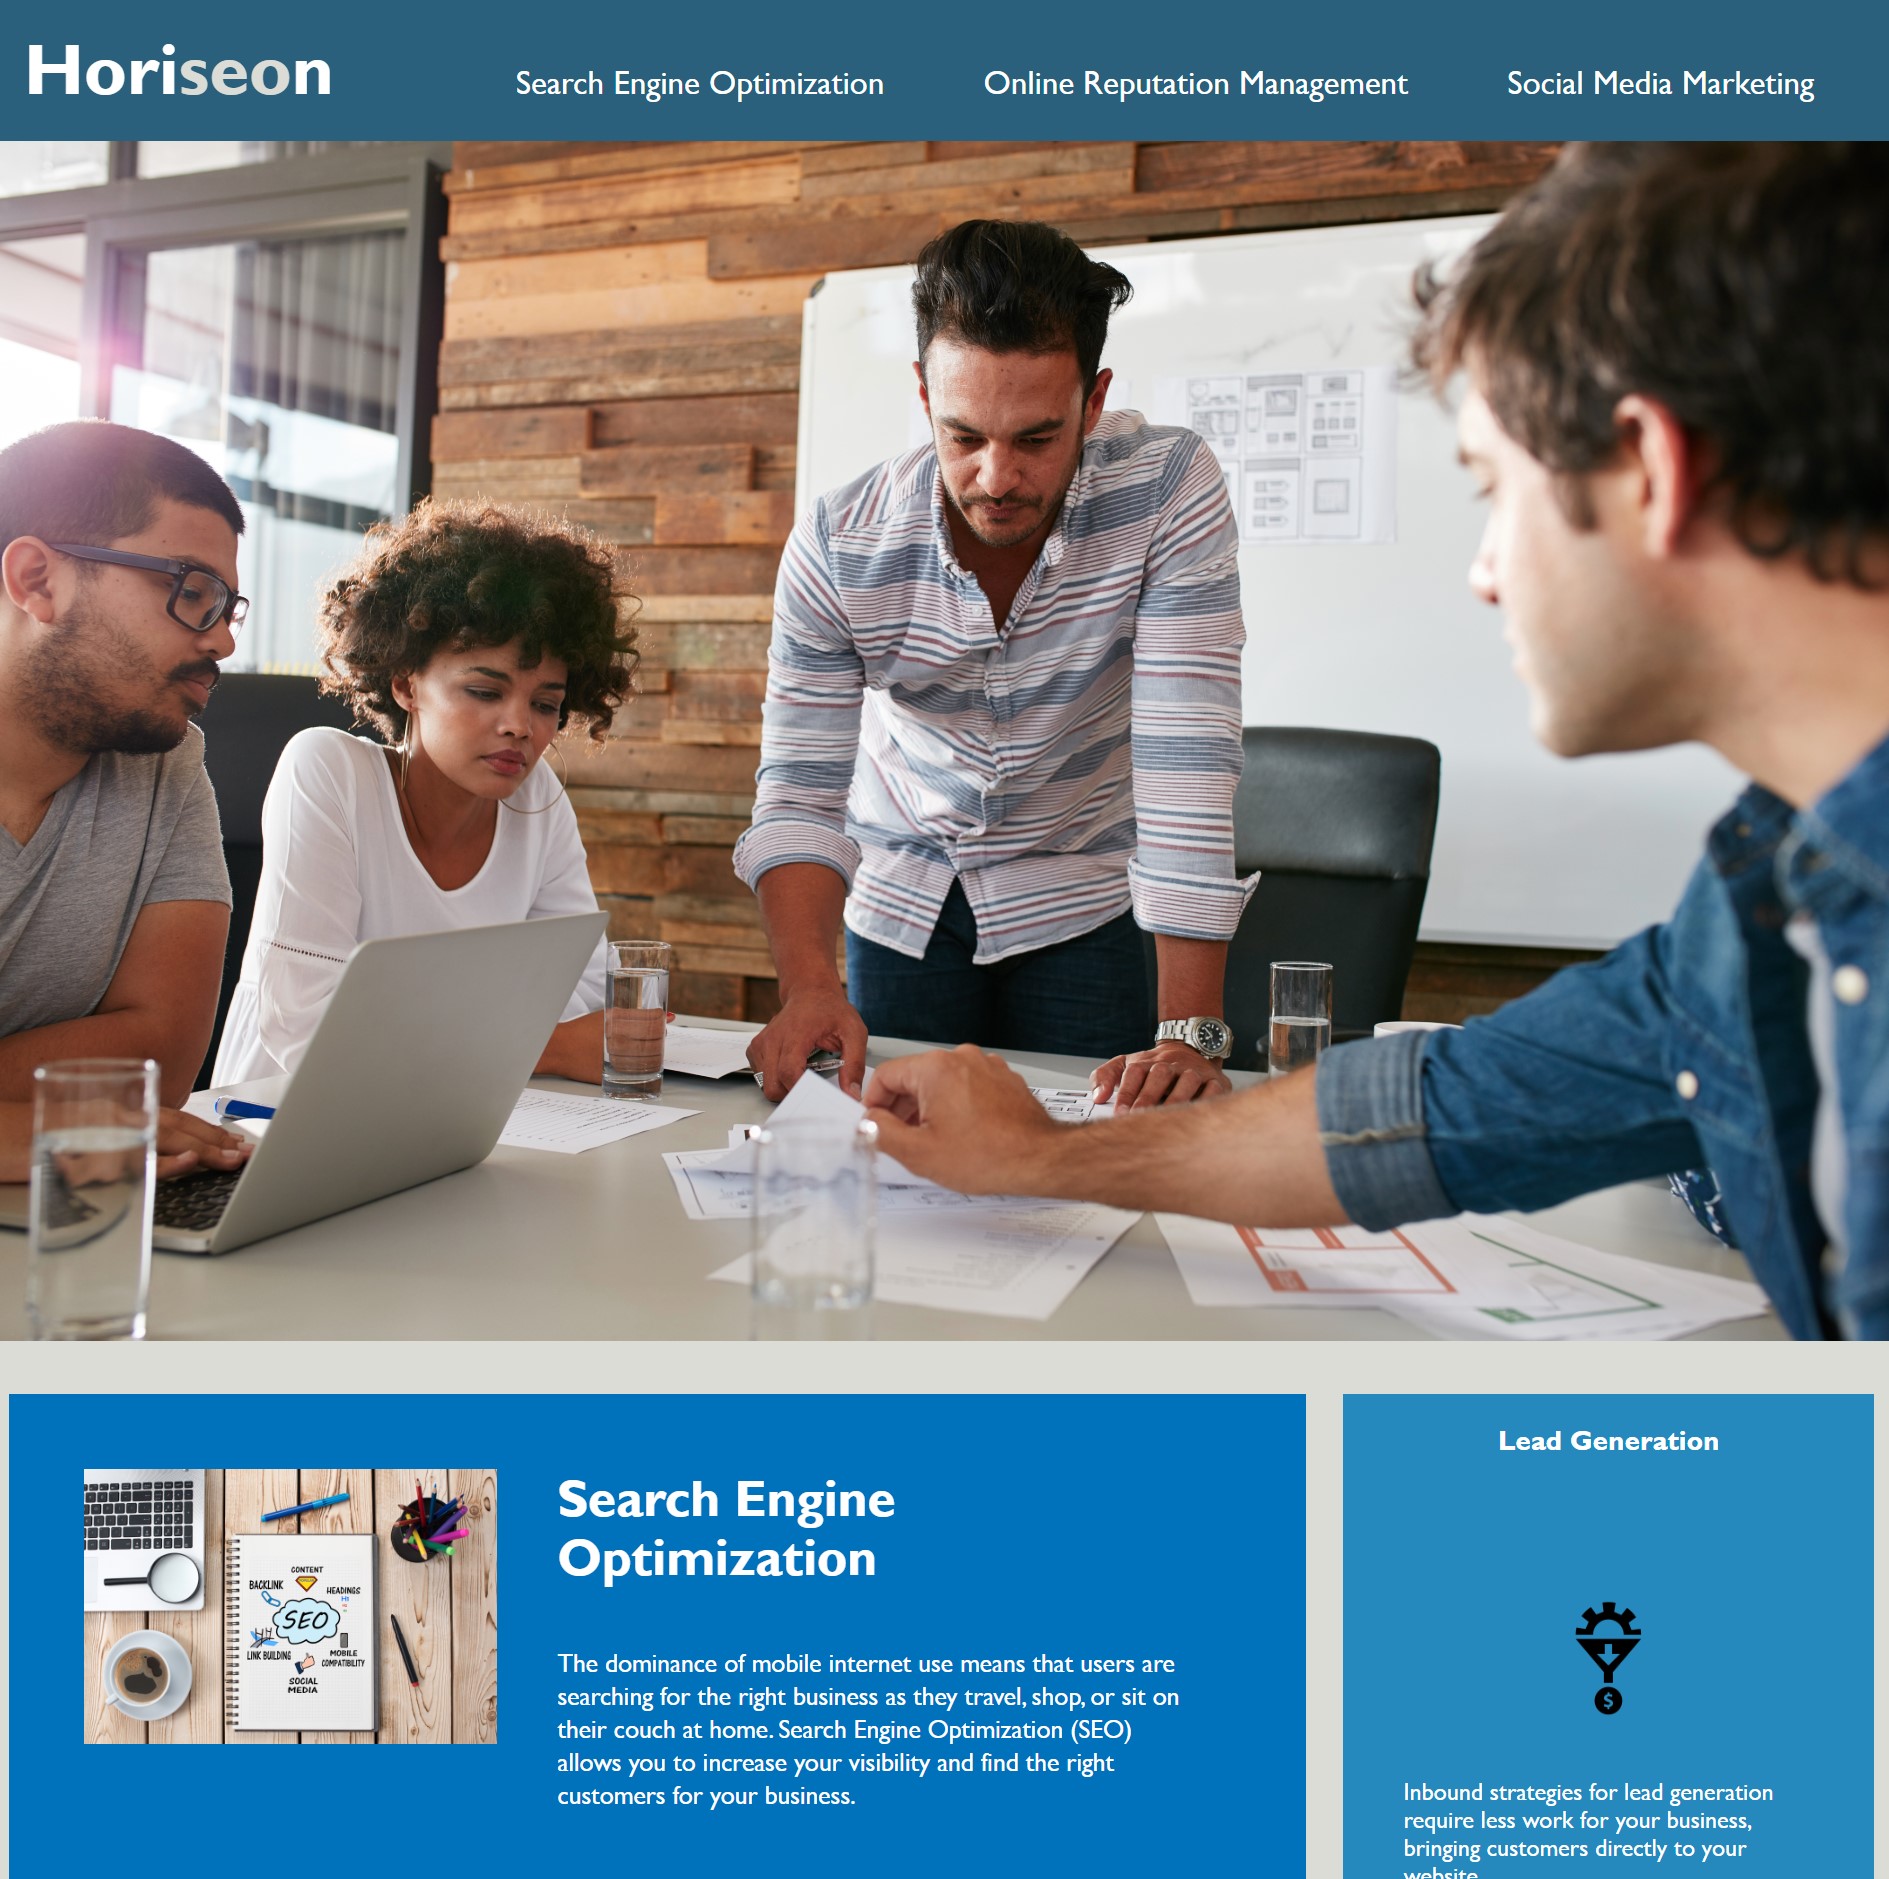 Horiseon
Search Engine Optimization
Online Reputation Management
Social Media Marketing
Search Engine
Optimization
CONTENT
BACKLINK
HEADINGS
H1
SEO
LINK BUILDING
MOBILE
COMPATIBILITY
SOCIAL
MEDIA
The dominance of mobile internet use means that users are
searching for the right business as they travel, shop, or sit on
their couch at home. Search Engine Optimization (SEO)
allows you to increase your visibility and find the right
customers for your business.
Lead Generation
$
Inbound strategies for lead generation
require less work for your business,
bringing customers directly to your
website.